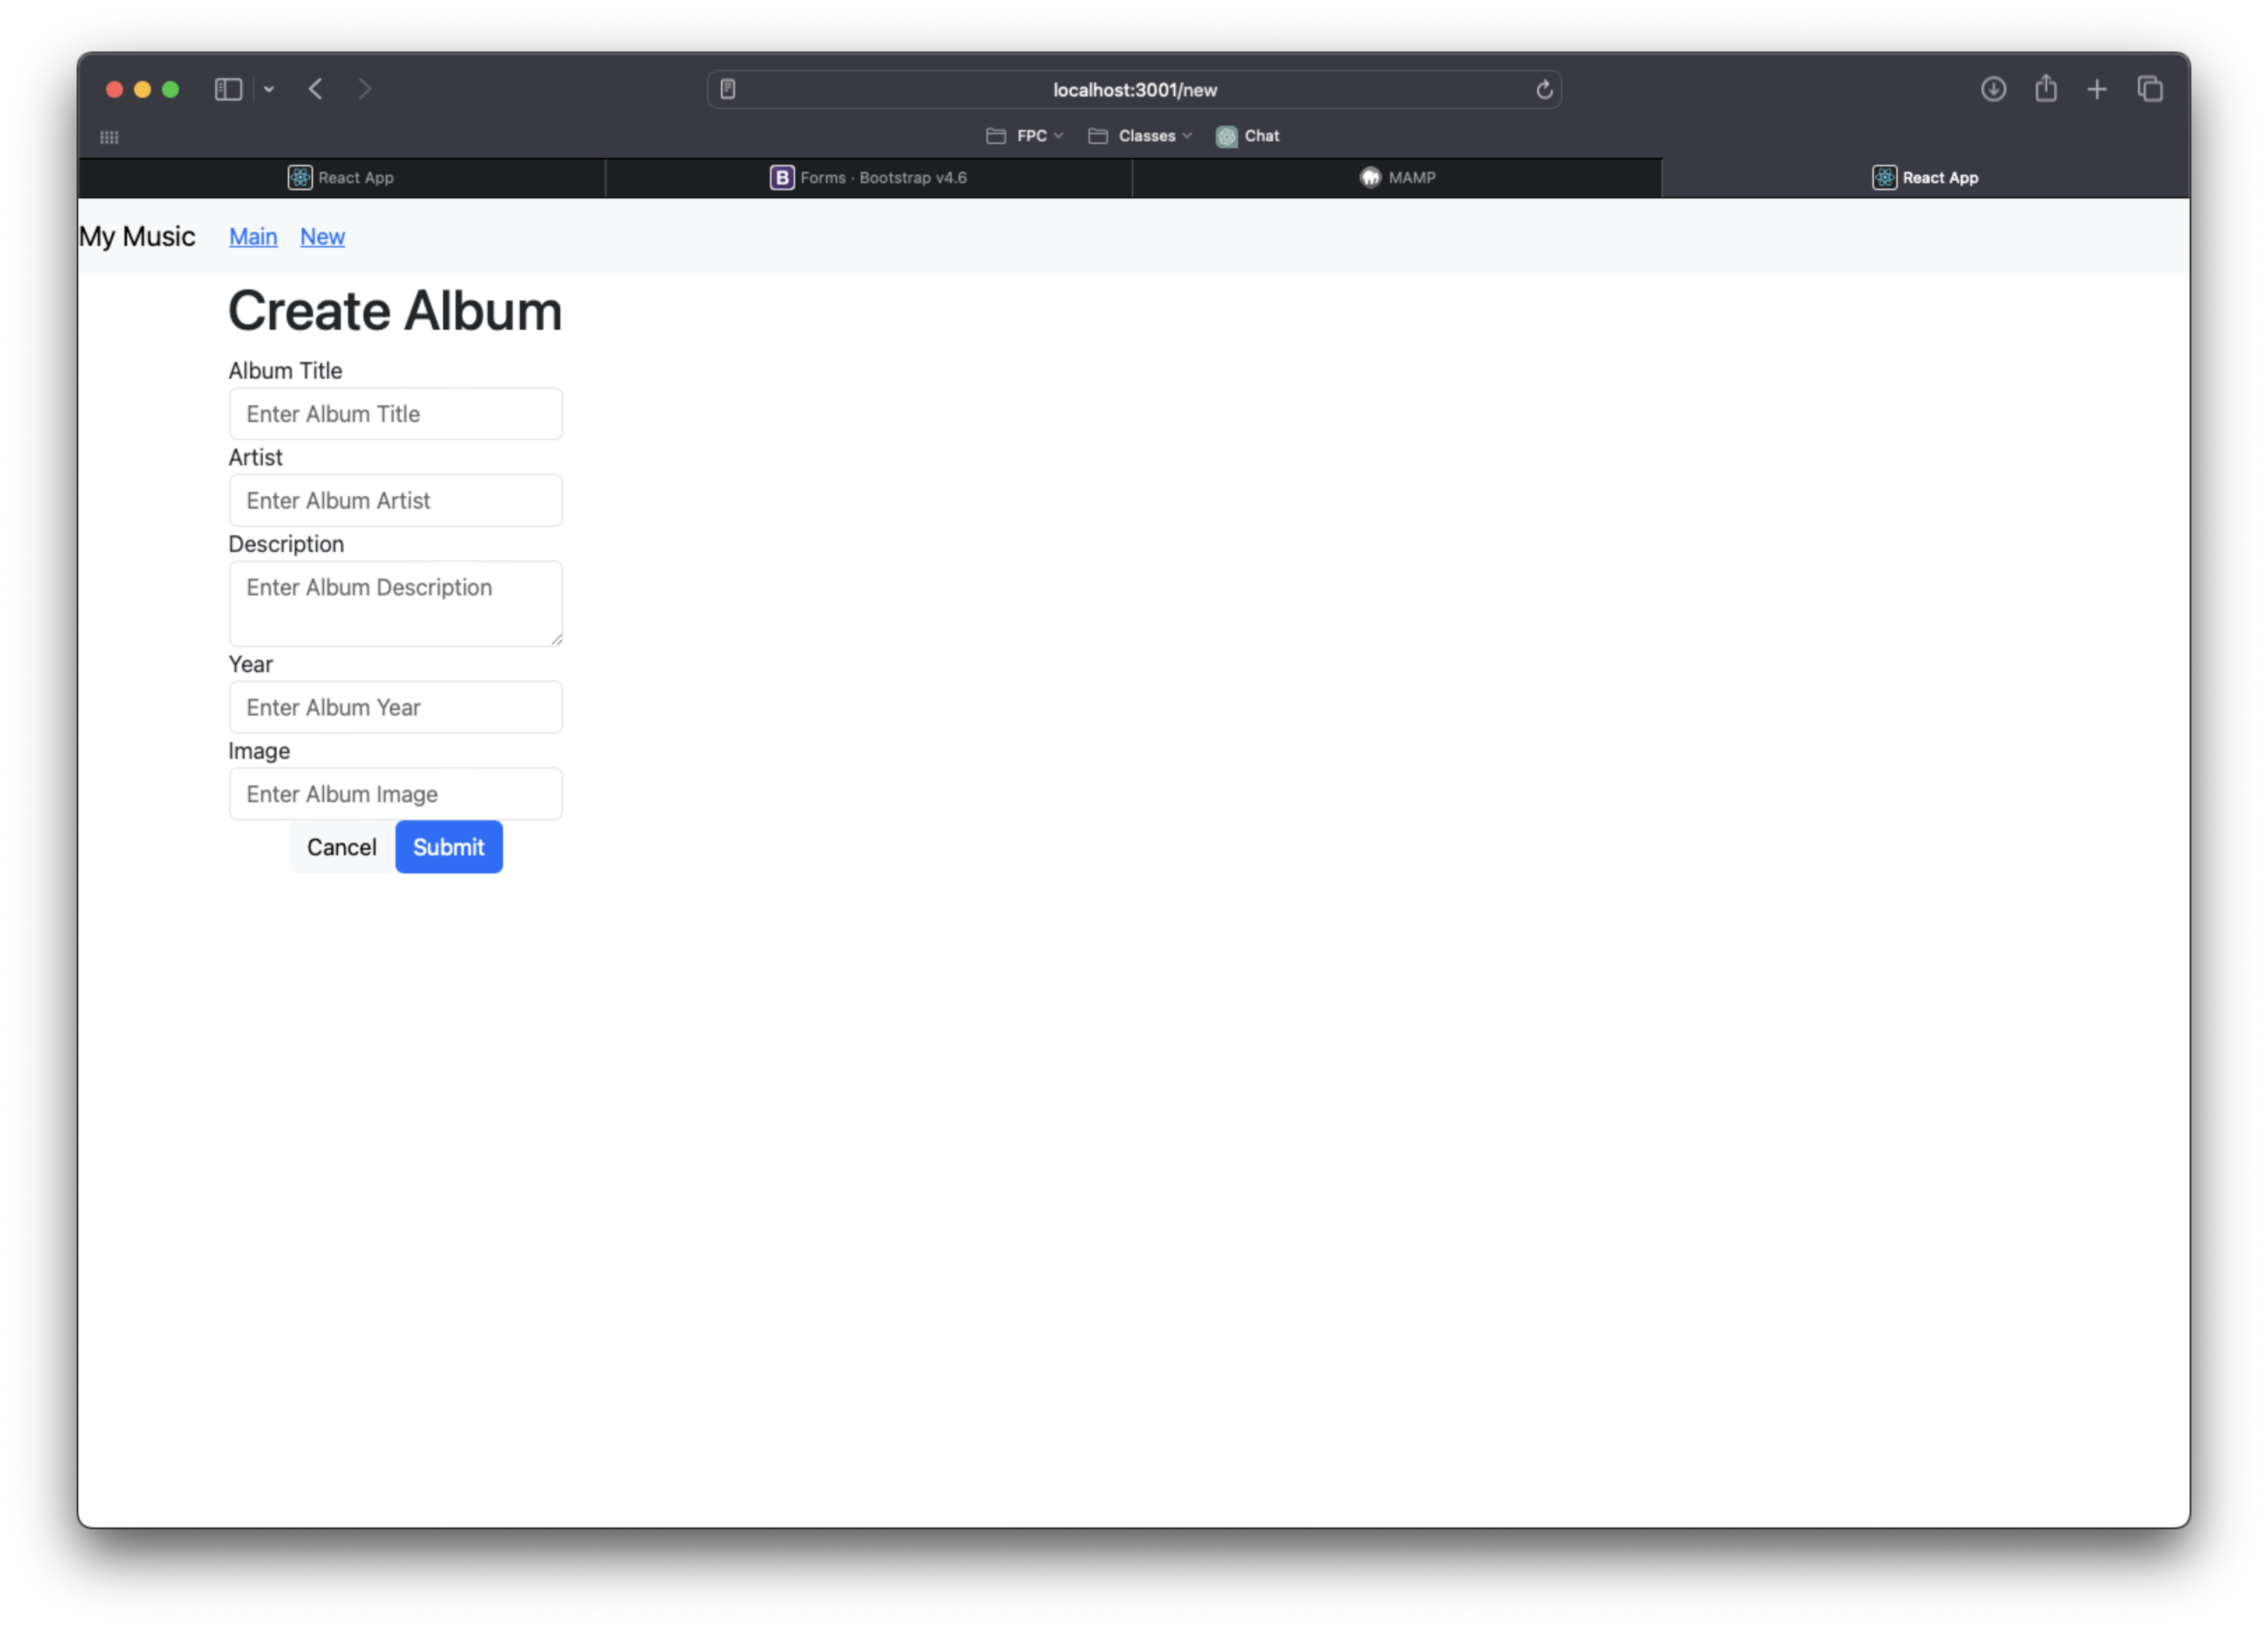 localhost:3001/new
FPC Classes Chat
React App B Forms · Bootstrap v4.6 MAMP React App
My Music Main New
Create Album
Album Title
Enter Album Title
Artist
Enter Album Artist
Description
Enter Album Description
Year
Enter Album Year
Image
Enter Album Image
Cancel Submit